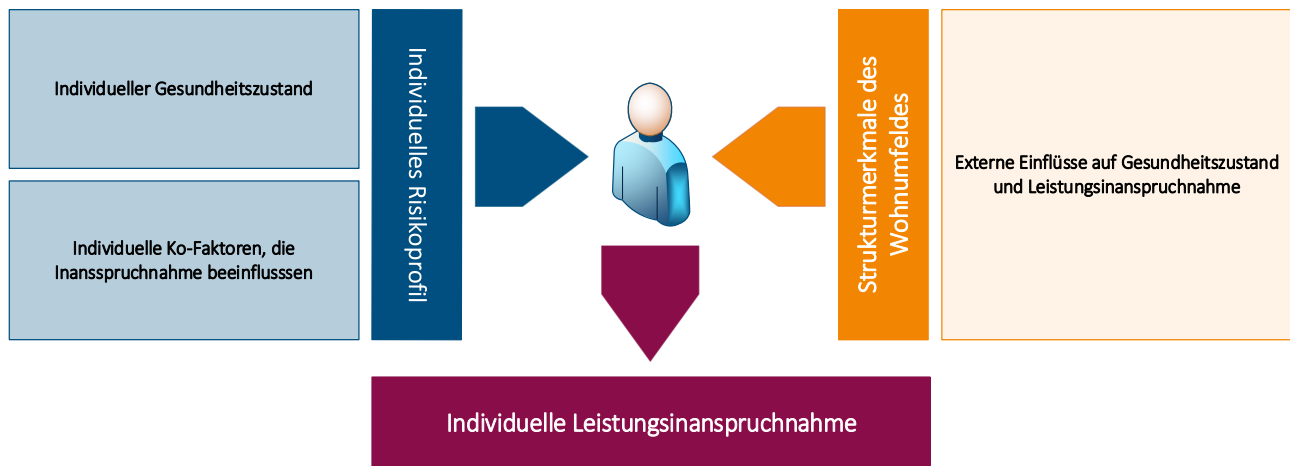 Individueller Gesundheitszustand
Individuelle Ko-Faktoren, die
Inansspruchnahme beeinflusssen
Individuelles Risikoprofil
Strukturmerkmale des
Wohnumfeldes
Externe Einflüsse auf Gesundheitszustand
und Leistungsinanspruchnahme
Individuelle Leistungsinanspruchnahme